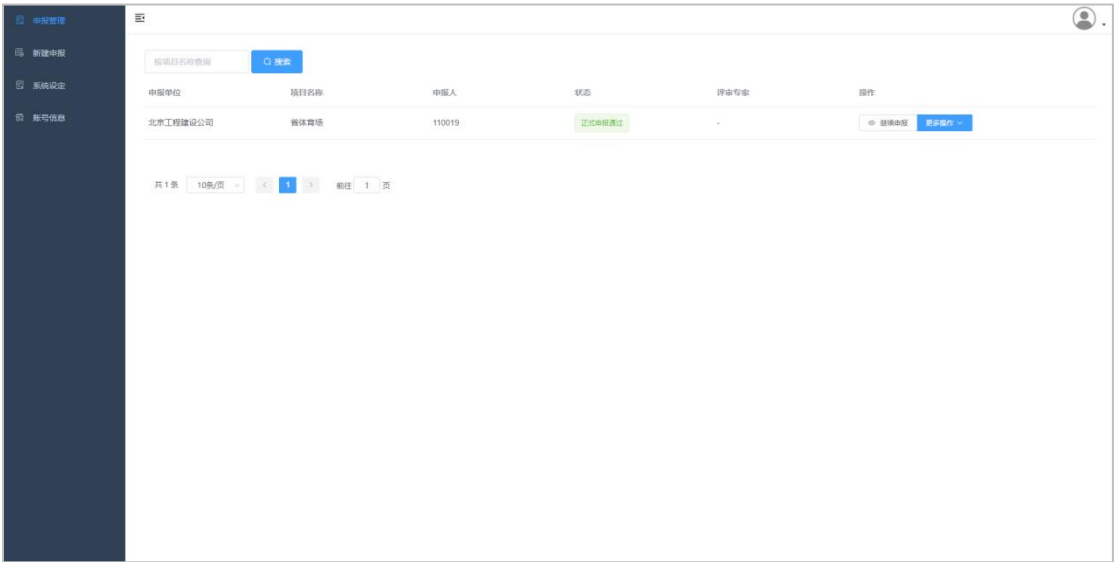 申报管理
新建申报
系统设定
账号信息
按项目名称查询 搜索
申报单位 项目名称 申报人 状态 评审专家 操作
北京工程建设公司 省体育场 110019 正式申报通过 - 继续申报 更多操作
共 1 条 10条/页 1 前往 1 页